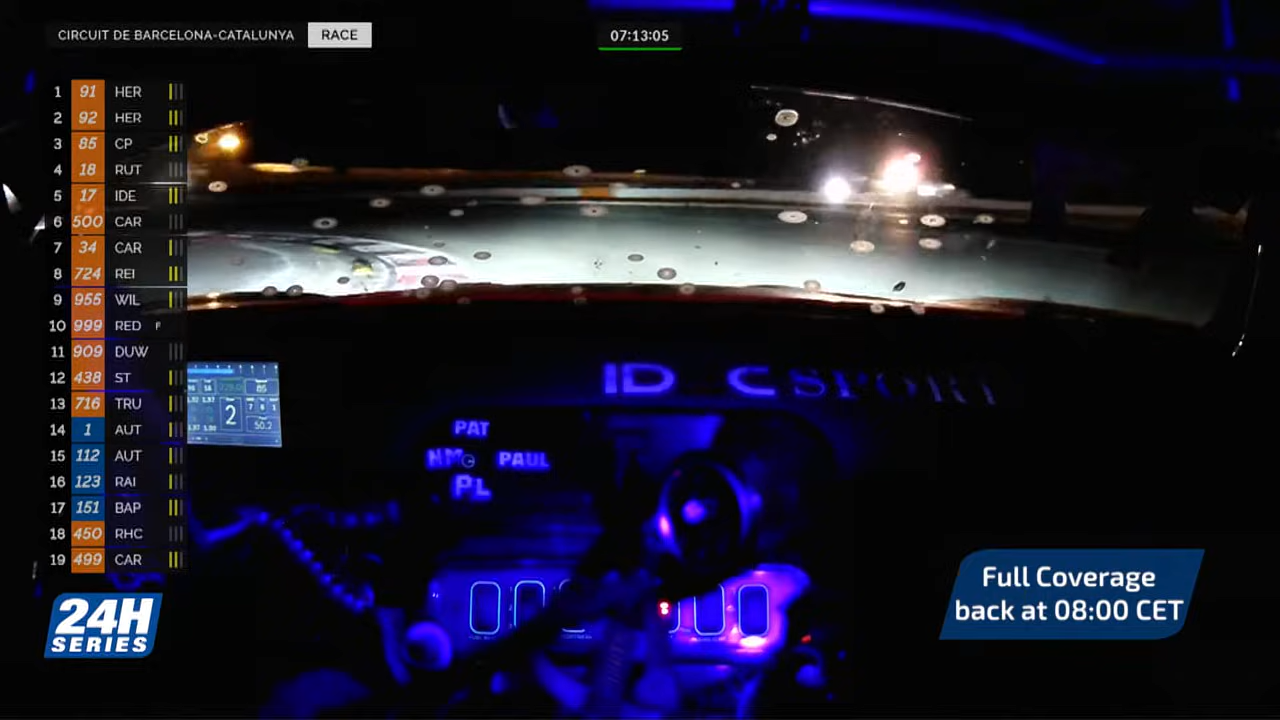 CIRCUIT DE BARCELONA-CATALUNYA RACE
07:13:05
1 91 HER
2 92 HER
3 85 CP
4 18 RUT
5 17 IDE
6 500 CAR
7 34 CAR
8 724 REI
9 955 WIL
10 999 RED F
11 909 DUW
12 438 ST
13 716 TRU
14 1 AUT
15 112 AUT
16 123 RAI
17 151 BAP
18 450 RHC
19 499 CAR
24H
SERIES
2
50.2
ID C SPORT
PAT
NM PAUL
PL
Full Coverage
back at 08:00 CET